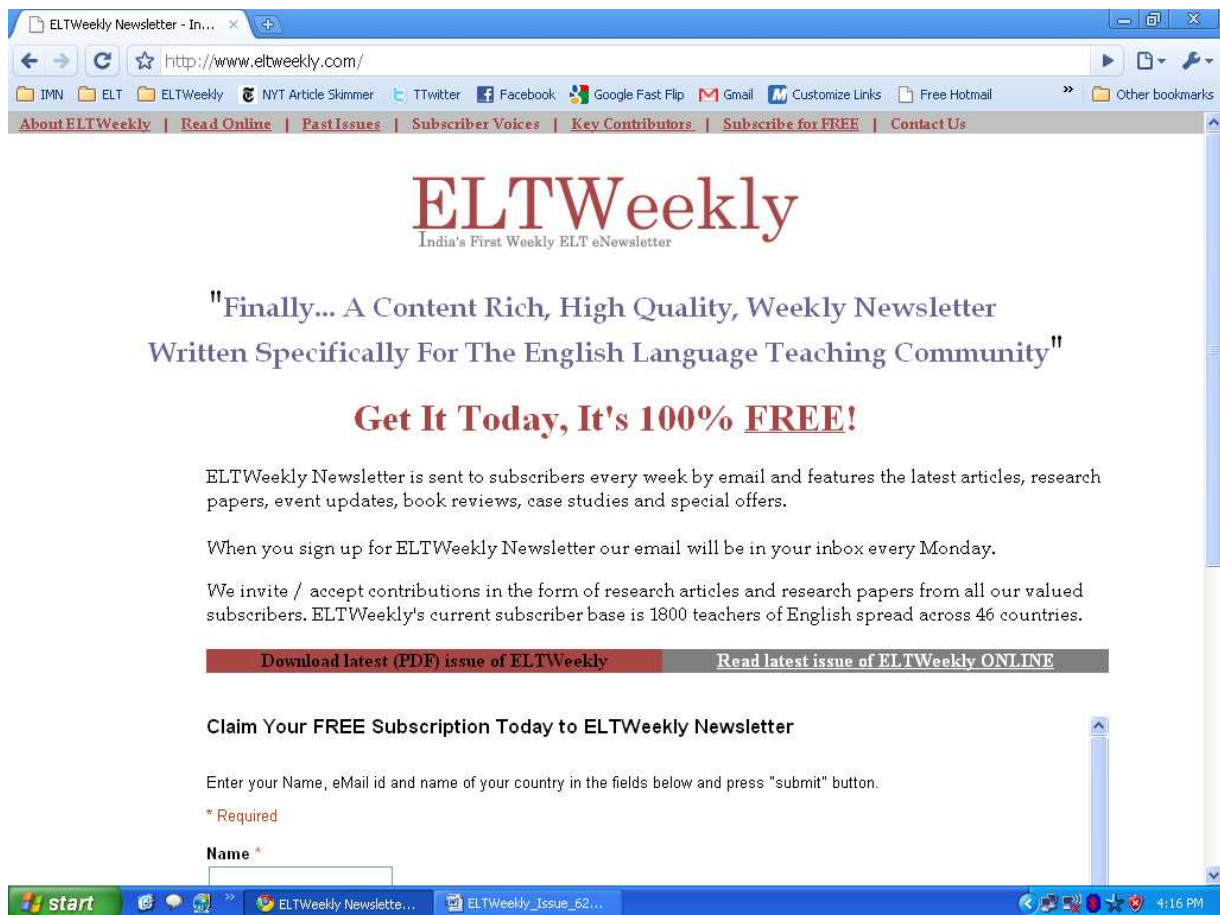 ELTWeekly Newsletter - In...
http://www.eltweekly.com/
IMN ELT ELTWeekly NYT Article Skimmer TTwitter Facebook Google Fast Flip Gmail Customize Links Free Hotmail » Other bookmarks
About ELTWeekly | Read Online | Past Issues | Subscriber Voices | Key Contributors | Subscribe for FREE | Contact Us
ELTWeekly
India's First Weekly ELT eNewsletter
"Finally... A Content Rich, High Quality, Weekly Newsletter
Written Specifically For The English Language Teaching Community"
Get It Today, It's 100% FREE!
ELTWeekly Newsletter is sent to subscribers every week by email and features the latest articles, research
papers, event updates, book reviews, case studies and special offers.
When you sign up for ELTWeekly Newsletter our email will be in your inbox every Monday.
We invite / accept contributions in the form of research articles and research papers from all our valued
subscribers. ELTWeekly's current subscriber base is 1800 teachers of English spread across 46 countries.
Download latest (PDF) issue of ELTWeekly Read latest issue of ELTWeekly ONLINE
Claim Your FREE Subscription Today to ELTWeekly Newsletter
Enter your Name, eMail id and name of your country in the fields below and press "submit" button.
* Required
Name *
start » ELTWeekly Newslette... ELTWeekly_Issue_62... 4:16 PM